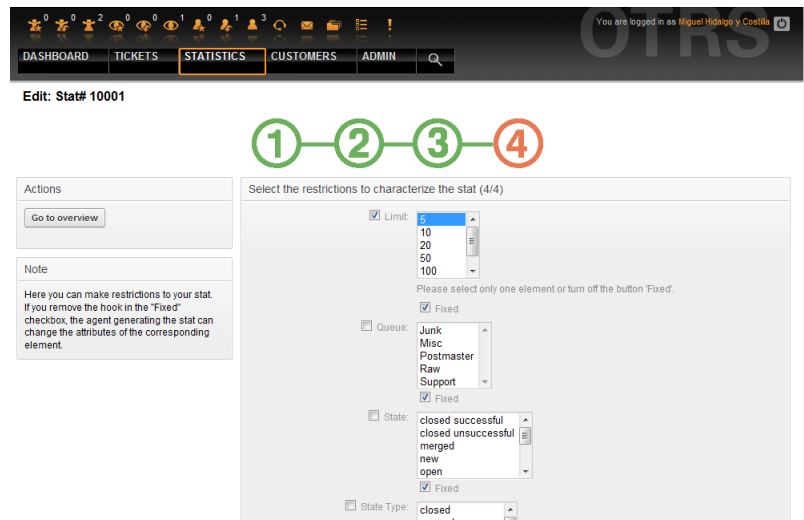 0 0 2 0 0 1 0 1 3
You are logged in as Miguel Hidalgo y Costilla
OTRS
DASHBOARD TICKETS STATISTICS CUSTOMERS ADMIN
Edit: Stat# 10001
1 2 3 4
Actions
Go to overview
Note
Here you can make restrictions to your stat.
If you remove the hook in the "Fixed"
checkbox, the agent generating the stat can
change the attributes of the corresponding
element.
Select the restrictions to characterize the stat (4/4)
Limit:
5
10
20
50
100
Please select only one element or turn off the button 'Fixed'.
Fixed
Queue:
Junk
Misc
Postmaster
Raw
Support
Fixed
State:
closed successful
closed unsuccessful
merged
new
open
Fixed
State Type:
closed